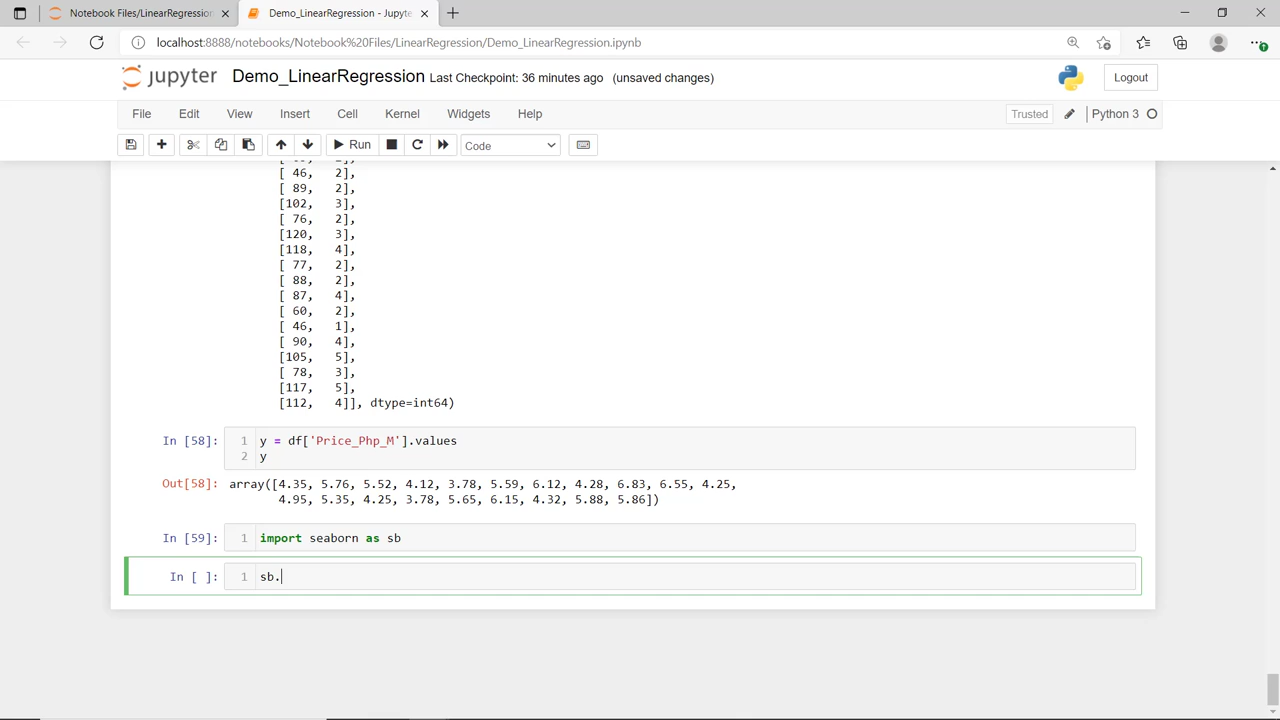 Notebook Files/LinearRegression
Demo_LinearRegression - Jupyte
localhost:8888/notebooks/Notebook%20Files/LinearRegression/Demo_LinearRegression.ipynb
jupyter Demo_LinearRegression Last Checkpoint: 36 minutes ago (unsaved changes) Logout
File Edit View Insert Cell Kernel Widgets Help Trusted Python 3
Run Code
[ 46, 2],
[ 89, 2],
[102, 3],
[ 76, 2],
[120, 3],
[118, 4],
[ 77, 2],
[ 88, 2],
[ 87, 4],
[ 60, 2],
[ 46, 1],
[ 90, 4],
[105, 5],
[ 78, 3],
[117, 5],
[112, 4]], dtype=int64)
In [58]: 1 y = df['Price_Php_M'].values
2 y
Out[58]: array([4.35, 5.76, 5.52, 4.12, 3.78, 5.59, 6.12, 4.28, 6.83, 6.55, 4.25,
4.95, 5.35, 4.25, 3.78, 5.65, 6.15, 4.32, 5.88, 5.86])
In [59]: 1 import seaborn as sb
In [ ]: 1 sb.